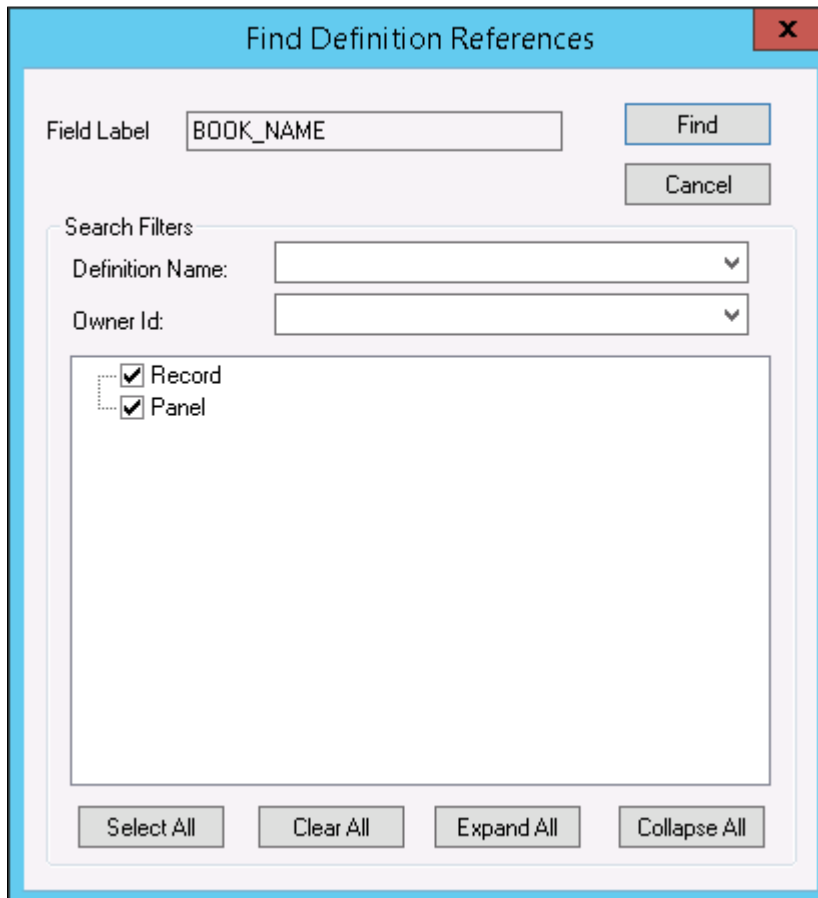 Find Definition References
x
Field Label BOOK_NAME Find
Cancel
Search Filters
Definition Name:
Owner Id:
Record
Panel
Select All Clear All Expand All Collapse All